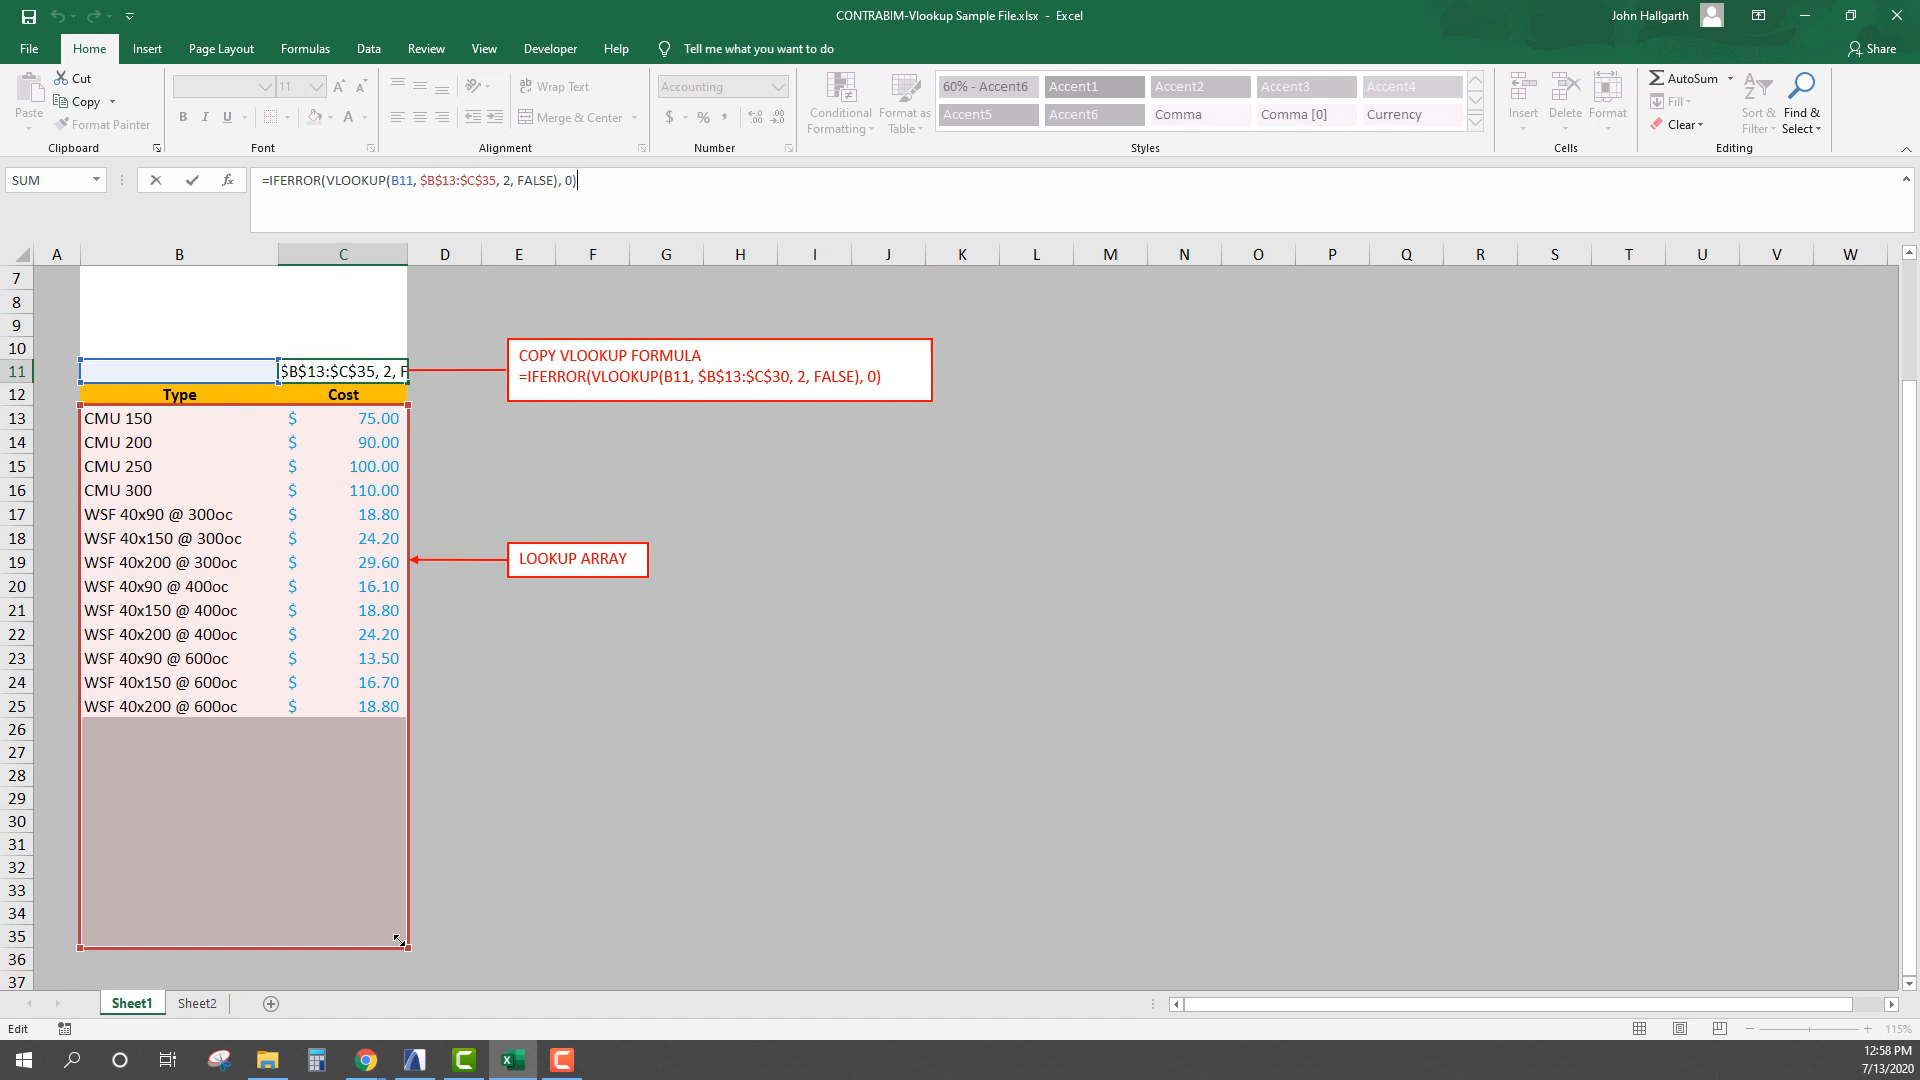 CONTRABIM-Vlookup Sample File.xlsx - Excel
John Hallgarth
File Home Insert Page Layout Formulas Data Review View Developer Help Tell me what you want to do Share
Paste
Cut
Copy
Format Painter
Clipboard
11 A A
B I U A
Font
ab Wrap Text
Merge & Center
Alignment
Accounting
$ % ,
Number
Conditional Formatting
Format as Table
60% - Accent6 Accent1 Accent2 Accent3 Accent4
Accent5 Accent6 Comma Comma [0] Currency
Styles
Insert Delete Format
Cells
AutoSum
Fill
Clear
Sort & Filter
Find & Select
Editing
SUM fx =IFERROR(VLOOKUP(B11, $B$13:$C$35, 2, FALSE), 0)
A B C D E F G H I J K L M N O P Q R S T U V W
7
8
9
10
11 $B$13:$C$35, 2, F
COPY VLOOKUP FORMULA
=IFERROR(VLOOKUP(B11, $B$13:$C$30, 2, FALSE), 0)
12 Type Cost
13 CMU 150 $ 75.00
14 CMU 200 $ 90.00
15 CMU 250 $ 100.00
16 CMU 300 $ 110.00
17 WSF 40x90 @ 300oc $ 18.80
18 WSF 40x150 @ 300oc $ 24.20
19 WSF 40x200 @ 300oc $ 29.60
LOOKUP ARRAY
20 WSF 40x90 @ 400oc $ 16.10
21 WSF 40x150 @ 400oc $ 18.80
22 WSF 40x200 @ 400oc $ 24.20
23 WSF 40x90 @ 600oc $ 13.50
24 WSF 40x150 @ 600oc $ 16.70
25 WSF 40x200 @ 600oc $ 18.80
26
27
28
29
30
31
32
33
34
35
36
37
Sheet1 Sheet2
Edit
115%
12:58 PM
7/13/2020